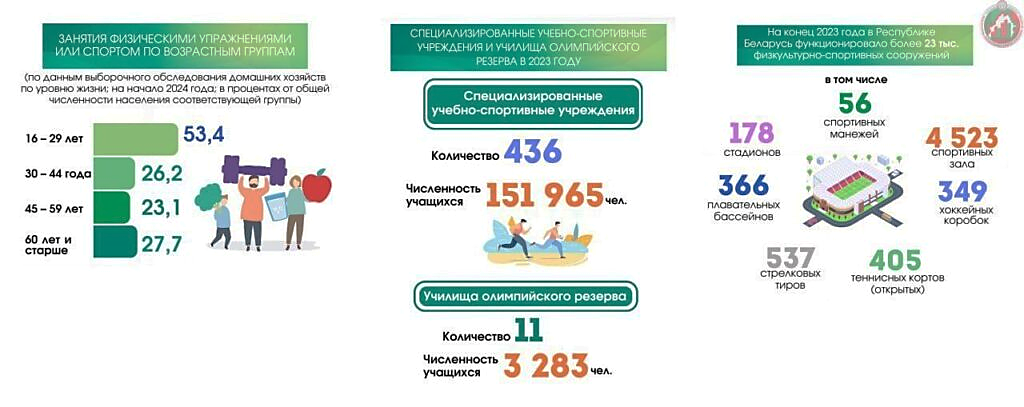 ЗАНЯТИЯ ФИЗИЧЕСКИМИ УПРАЖНЕНИЯМИ
ИЛИ СПОРТОМ ПО ВОЗРАСТНЫМ ГРУППАМ
(по данным выборочного обследования домашних хозяйств
по уровню жизни; на начало 2024 года; в процентах от общей
численности населения соответствующей группы)
16 – 29 лет 53,4
30 – 44 года 26,2
45 – 59 лет 23,1
60 лет и
старше 27,7
СПЕЦИАЛИЗИРОВАННЫЕ УЧЕБНО-СПОРТИВНЫЕ
УЧРЕЖДЕНИЯ И УЧИЛИЩА ОЛИМПИЙСКОГО
РЕЗЕРВА В 2023 ГОДУ
Специализированные
учебно-спортивные учреждения
Количество 436
Численность
учащихся 151 965 чел.
Училища олимпийского резерва
Количество 11
Численность
учащихся 3 283 чел.
На конец 2023 года в Республике
Беларусь функционировало более 23 тыс.
физкультурно-спортивных сооружений
в том числе
56
спортивных
манежей
178
стадионов
4 523
спортивных
зала
366
плавательных
бассейнов
349
хоккейных
коробок
537
стрелковых
тиров
405
теннисных кортов
(открытых)